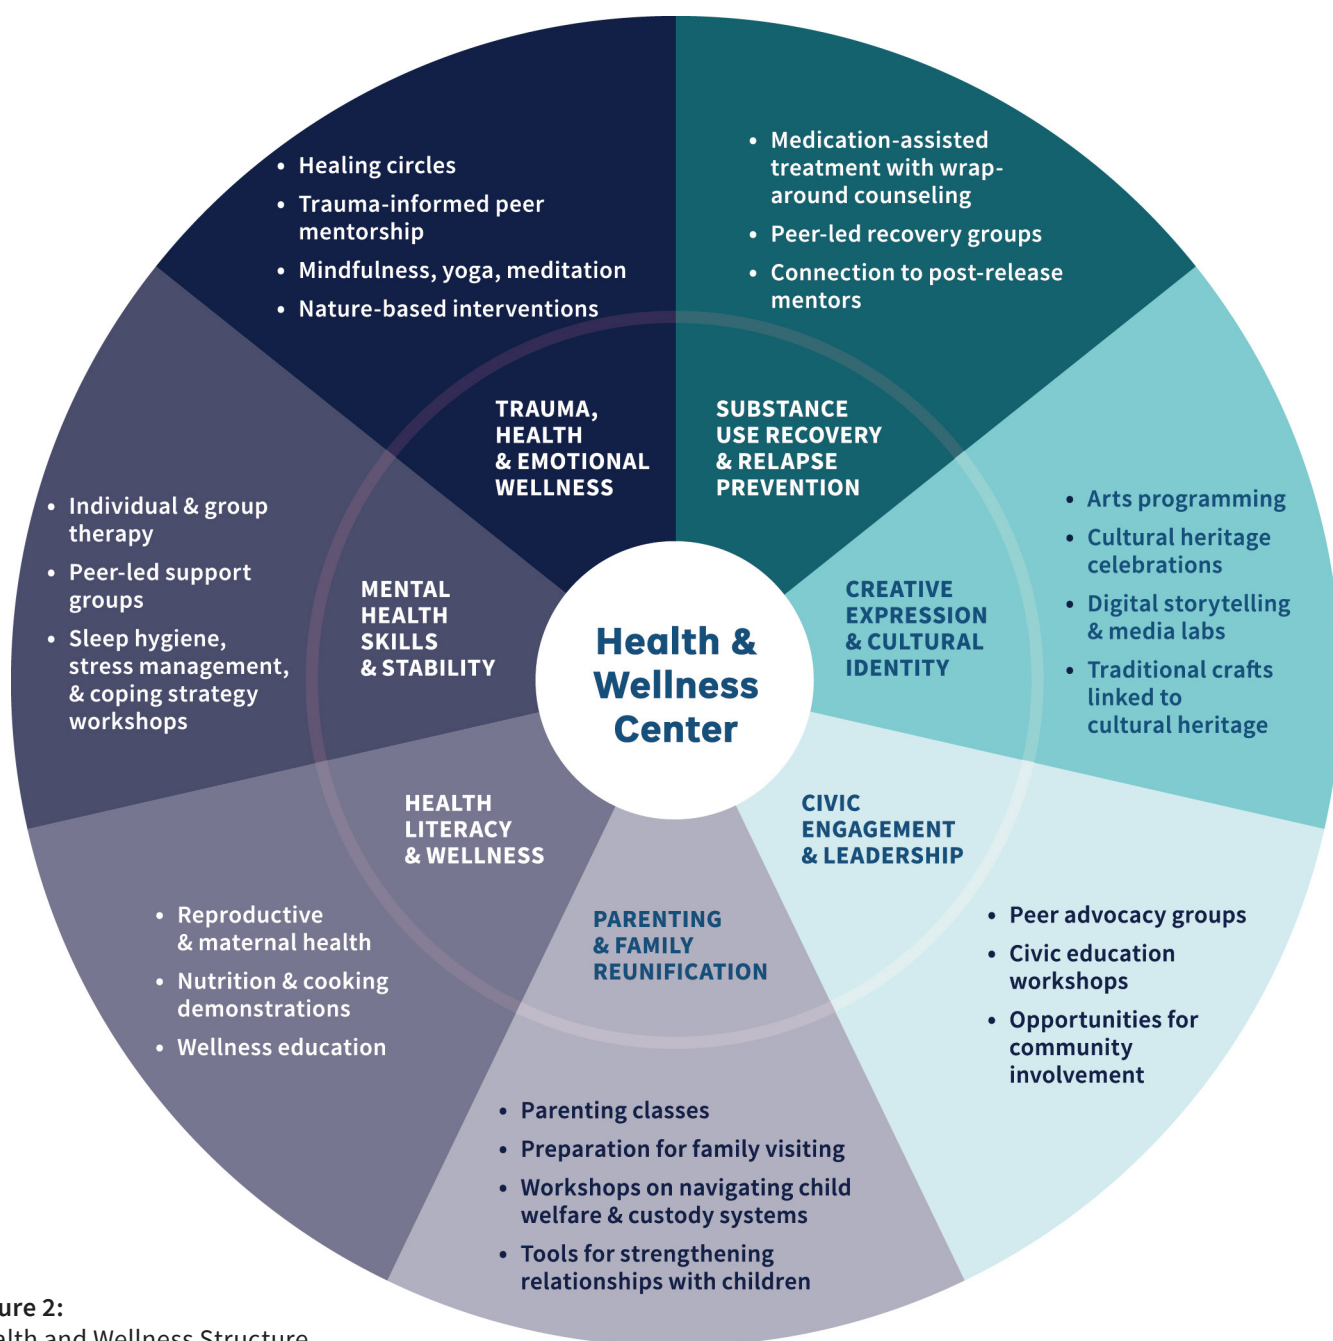 • Healing circles
• Trauma-informed peer
mentorship
• Mindfulness, yoga, meditation
• Nature-based interventions
TRAUMA,
HEALTH
& EMOTIONAL
WELLNESS
• Medication-assisted
treatment with wrap-
around counseling
• Peer-led recovery groups
• Connection to post-release
mentors
SUBSTANCE
USE RECOVERY
& RELAPSE
PREVENTION
• Arts programming
• Cultural heritage
celebrations
• Digital storytelling
& media labs
• Traditional crafts
linked to
cultural heritage
CREATIVE
EXPRESSION
& CULTURAL
IDENTITY
• Individual & group
therapy
• Peer-led support
groups
• Sleep hygiene,
stress management,
& coping strategy
workshops
MENTAL
HEALTH
SKILLS
& STABILITY
Health &
Wellness
Center
HEALTH
LITERACY
& WELLNESS
• Reproductive
& maternal health
• Nutrition & cooking
demonstrations
• Wellness education
CIVIC
ENGAGEMENT
& LEADERSHIP
• Peer advocacy groups
• Civic education
workshops
• Opportunities for
community
involvement
PARENTING
& FAMILY
REUNIFICATION
• Parenting classes
• Preparation for family visiting
• Workshops on navigating child
welfare & custody systems
• Tools for strengthening
relationships with children
ure 2:
alth and Wellness Structure